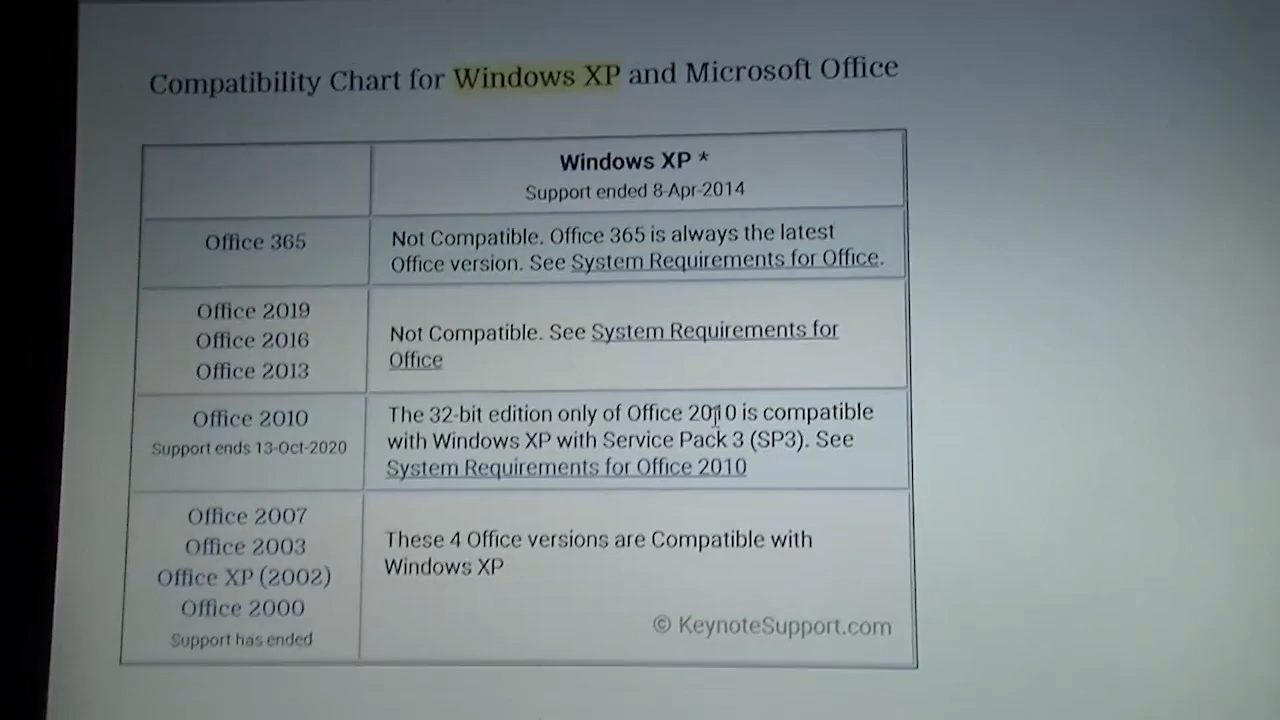 Compatibility Chart for Windows XP and Microsoft Office
Windows XP *
Support ended 8-Apr-2014
Office 365
Not Compatible. Office 365 is always the latest
Office version. See System Requirements for Office.
Office 2019
Office 2016
Office 2013
Not Compatible. See System Requirements for
Office
Office 2010
Support ends 13-Oct-2020
The 32-bit edition only of Office 2010 is compatible
with Windows XP with Service Pack 3 (SP3). See
System Requirements for Office 2010
Office 2007
Office 2003
Office XP (2002)
Office 2000
Support has ended
These 4 Office versions are Compatible with
Windows XP
© KeynoteSupport.com